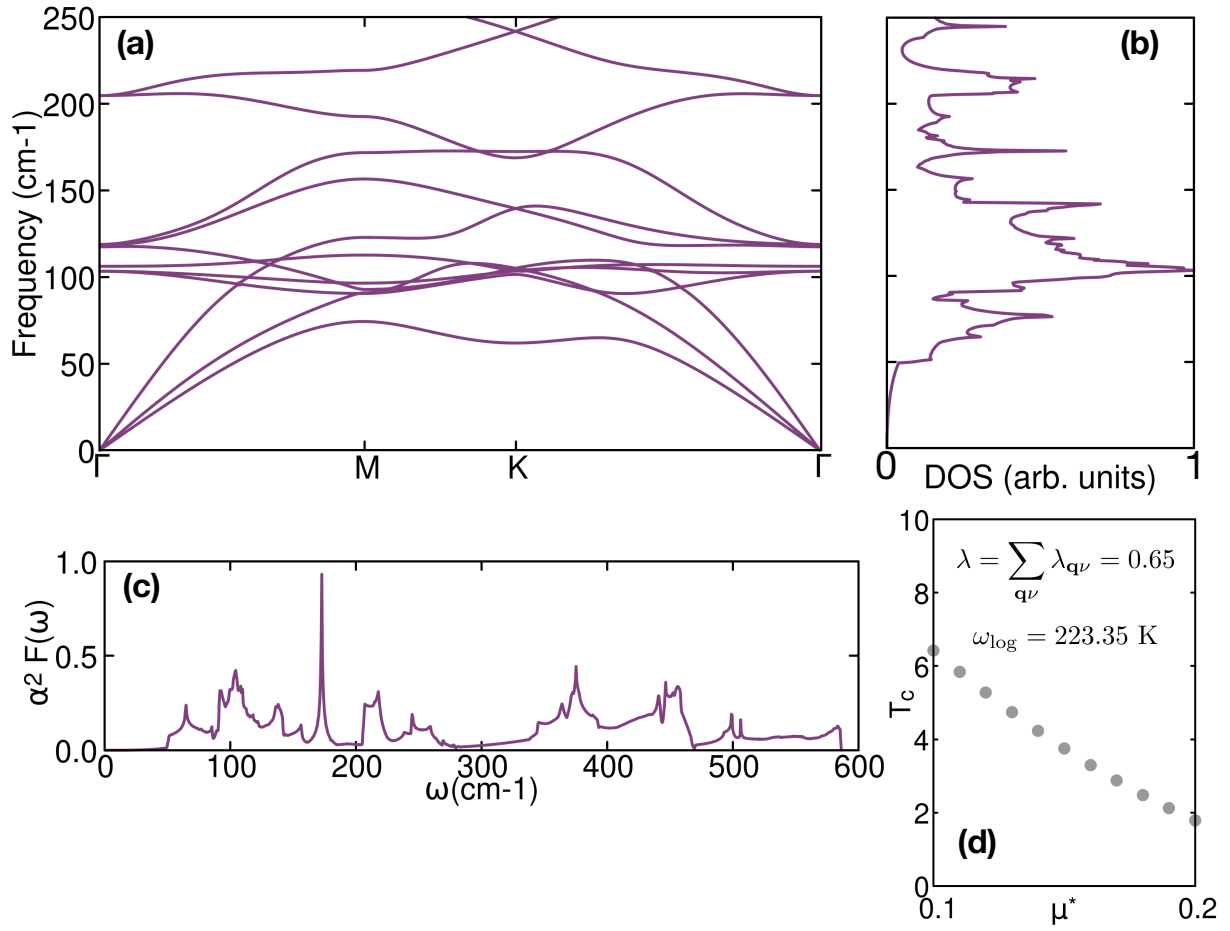 (a)
Frequency (cm-1)
250
200
150
100
50
0
Γ M K Γ
(b)
0 1
DOS (arb. units)
(c)
α² F(ω)
1.0
0.5
0.0
0 100 200 300 400 500 600
ω(cm-1)
T_c
10
8
6
4
2
0
λ = ∑_{qν} λ_{qν} = 0.65
ω_log = 223.35 K
(d)
0.1 0.2
μ*